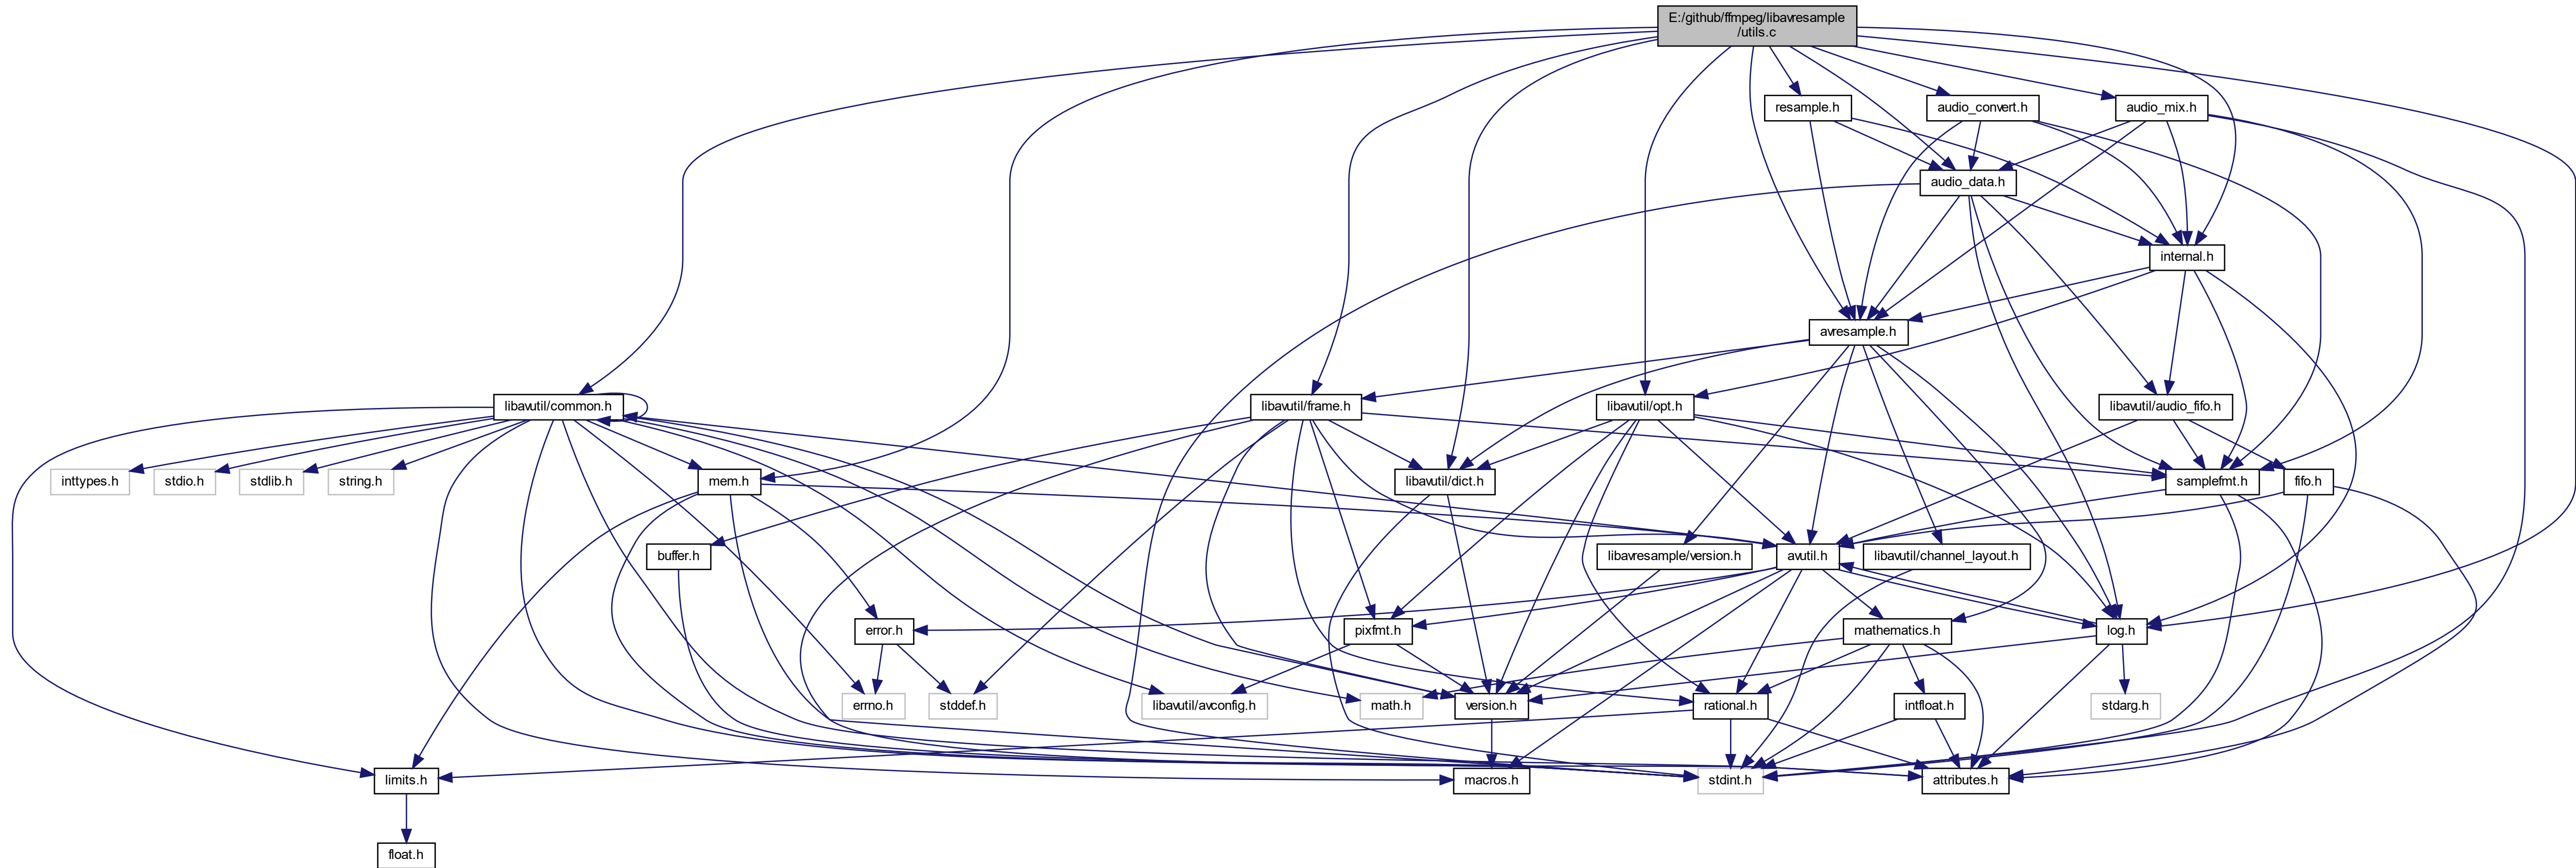 E:/github/ffmpeg/libavresample
/utils.c
resample.h
audio_convert.h
audio_mix.h
audio_data.h
internal.h
avresample.h
libavutil/common.h
libavutil/frame.h
libavutil/opt.h
libavutil/audio_fifo.h
inttypes.h
stdio.h
stdlib.h
string.h
mem.h
libavutil/dict.h
samplefmt.h
fifo.h
buffer.h
libavresample/version.h
avutil.h
libavutil/channel_layout.h
error.h
pixfmt.h
mathematics.h
log.h
errno.h
stddef.h
libavutil/avconfig.h
math.h
version.h
rational.h
intfloat.h
stdarg.h
limits.h
macros.h
stdint.h
attributes.h
float.h